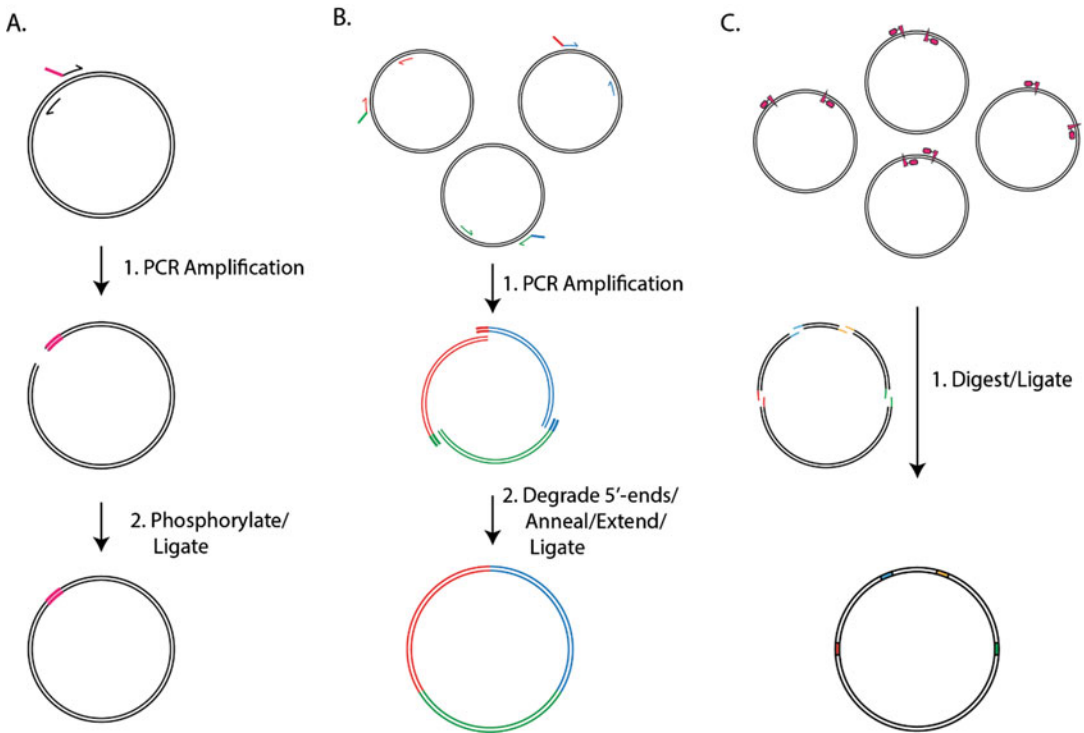 A.
1. PCR Amplification
2. Phosphorylate/
Ligate
B.
1. PCR Amplification
2. Degrade 5'-ends/
Anneal/Extend/
Ligate
C.
1. Digest/Ligate